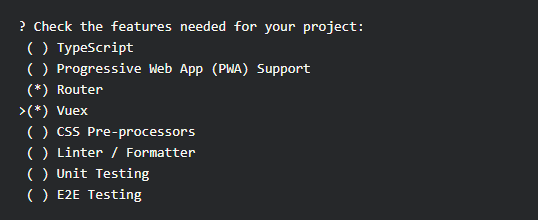 ? Check the features needed for your project:
( ) TypeScript
( ) Progressive Web App (PWA) Support
(*) Router
>(*) Vuex
( ) CSS Pre-processors
( ) Linter / Formatter
( ) Unit Testing
( ) E2E Testing